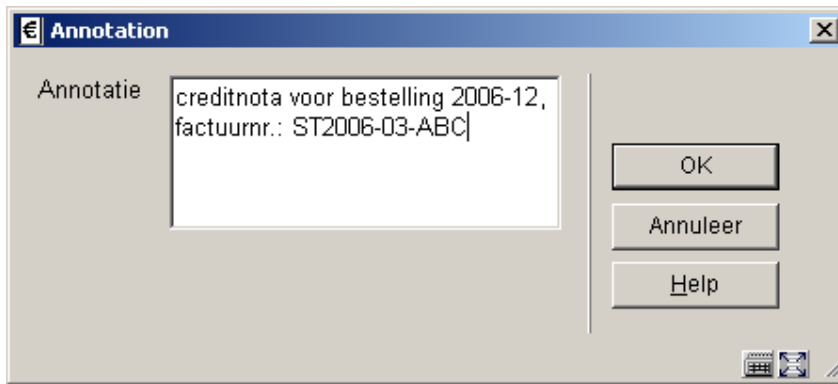 € Annotation
Annotatie
creditnota voor bestelling 2006-12,
factuurnr.: ST2006-03-ABC
OK
Annuleer
Help